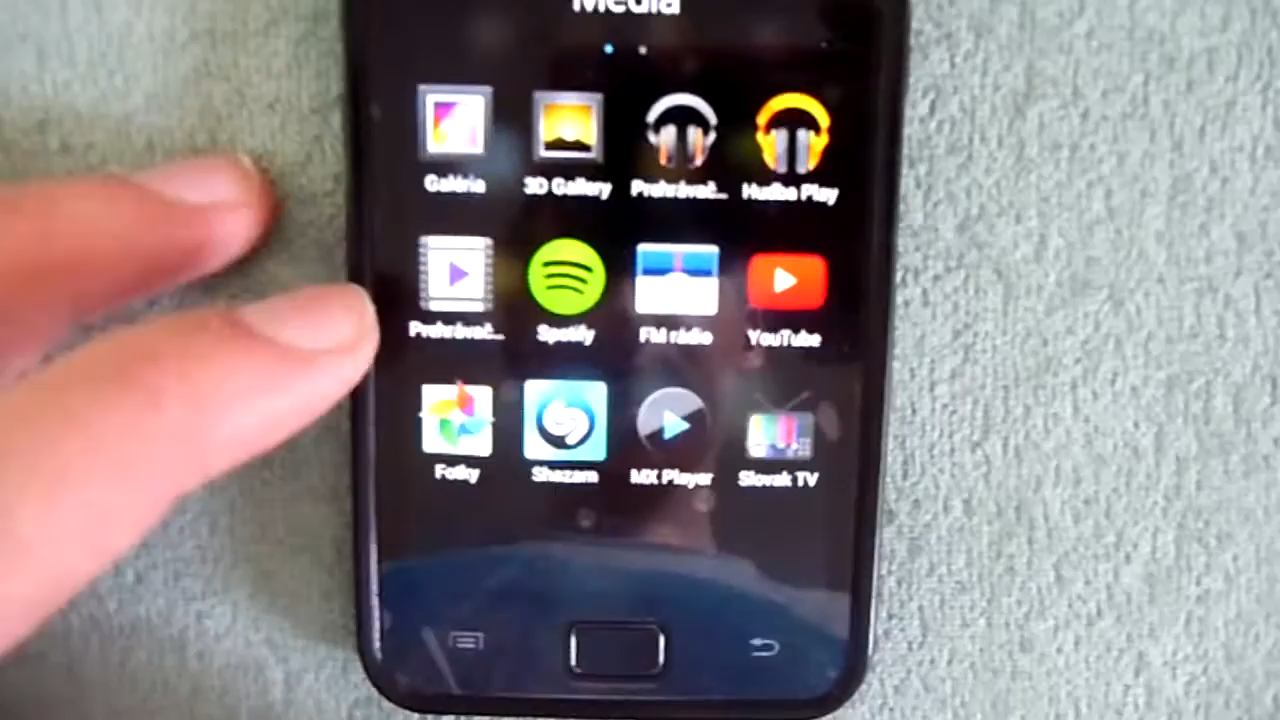 Media
Galéria 3D Gallery Prehrávač... Hudba Play
Prehrávač... Spotify FM rádio YouTube
Fotky Shazam MX Player Slovak TV